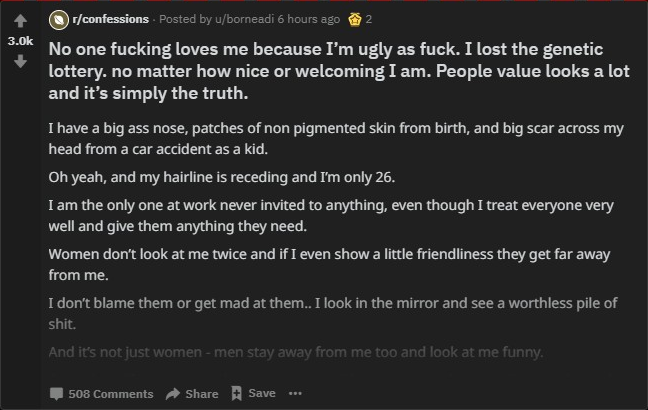 r/confessions · Posted by u/borneadi 6 hours ago 2
3.0k
No one fucking loves me because I'm ugly as fuck. I lost the genetic
lottery. no matter how nice or welcoming I am. People value looks a lot
and it's simply the truth.
I have a big ass nose, patches of non pigmented skin from birth, and big scar across my
head from a car accident as a kid.
Oh yeah, and my hairline is receding and I'm only 26.
I am the only one at work never invited to anything, even though I treat everyone very
well and give them anything they need.
Women don't look at me twice and if I even show a little friendliness they get far away
from me.
I don't blame them or get mad at them.. I look in the mirror and see a worthless pile of
shit.
And it's not just women - men stay away from me too and look at me funny.
508 Comments Share Save ···